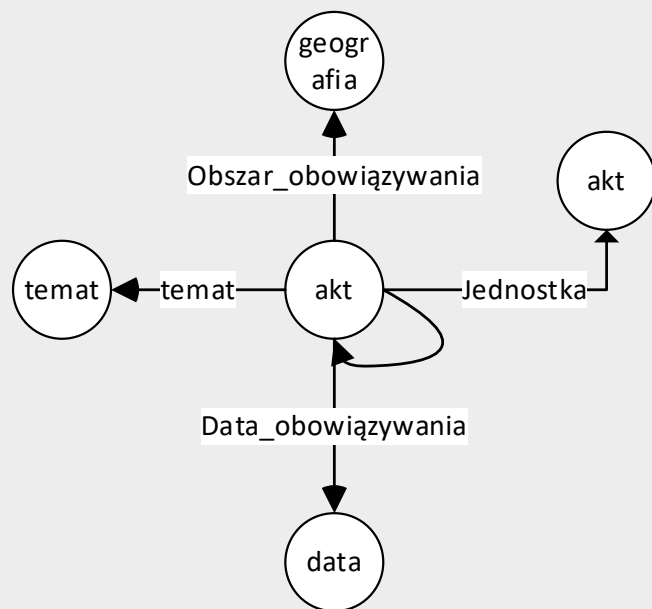 geogr
afia
Obszar_obowiązywania
akt
temat
temat
akt
Jednostka
Data_obowiązywania
data